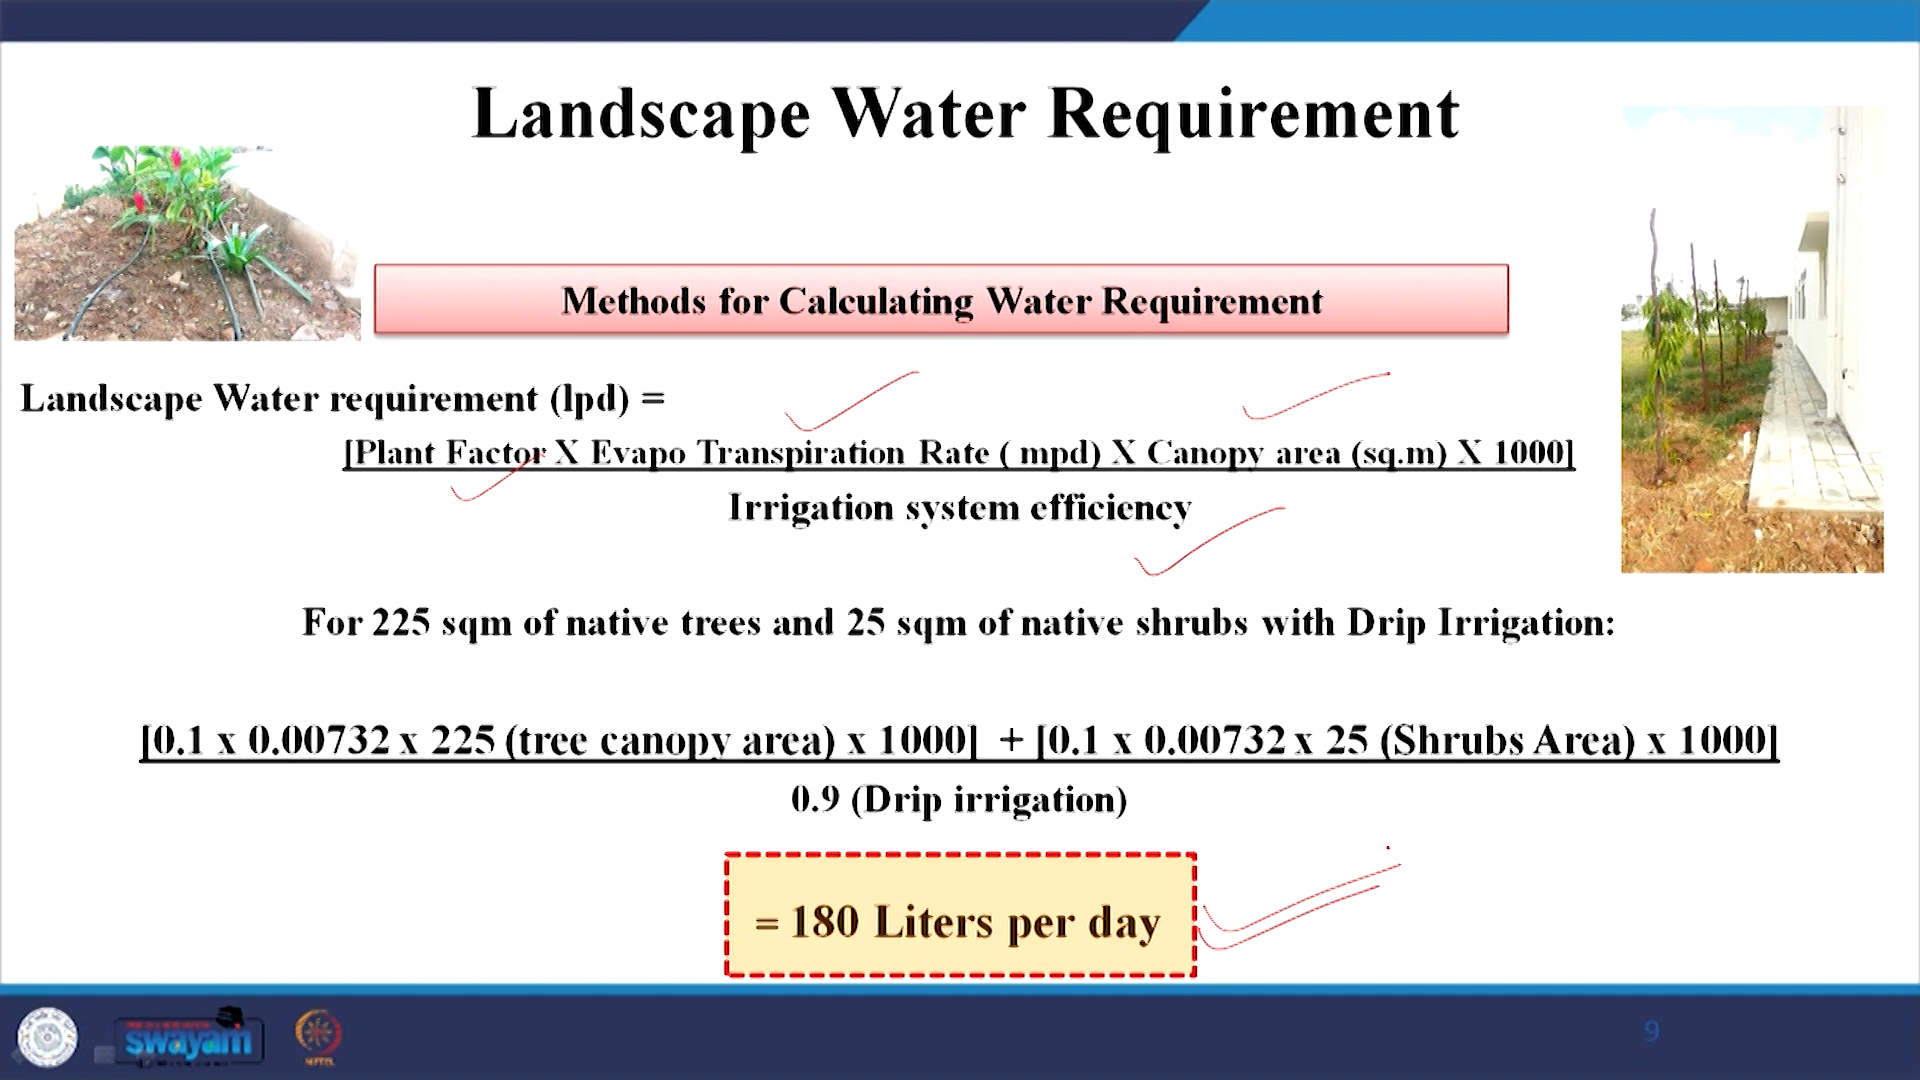 Landscape Water Requirement
Methods for Calculating Water Requirement
Landscape Water requirement (lpd) =
[Plant Factor X Evapo Transpiration Rate ( mpd) X Canopy area (sq.m) X 1000]
Irrigation system efficiency
For 225 sqm of native trees and 25 sqm of native shrubs with Drip Irrigation:
[0.1 x 0.00732 x 225 (tree canopy area) x 1000] + [0.1 x 0.00732 x 25 (Shrubs Area) x 1000]
0.9 (Drip irrigation)
= 180 Liters per day
swayam
9